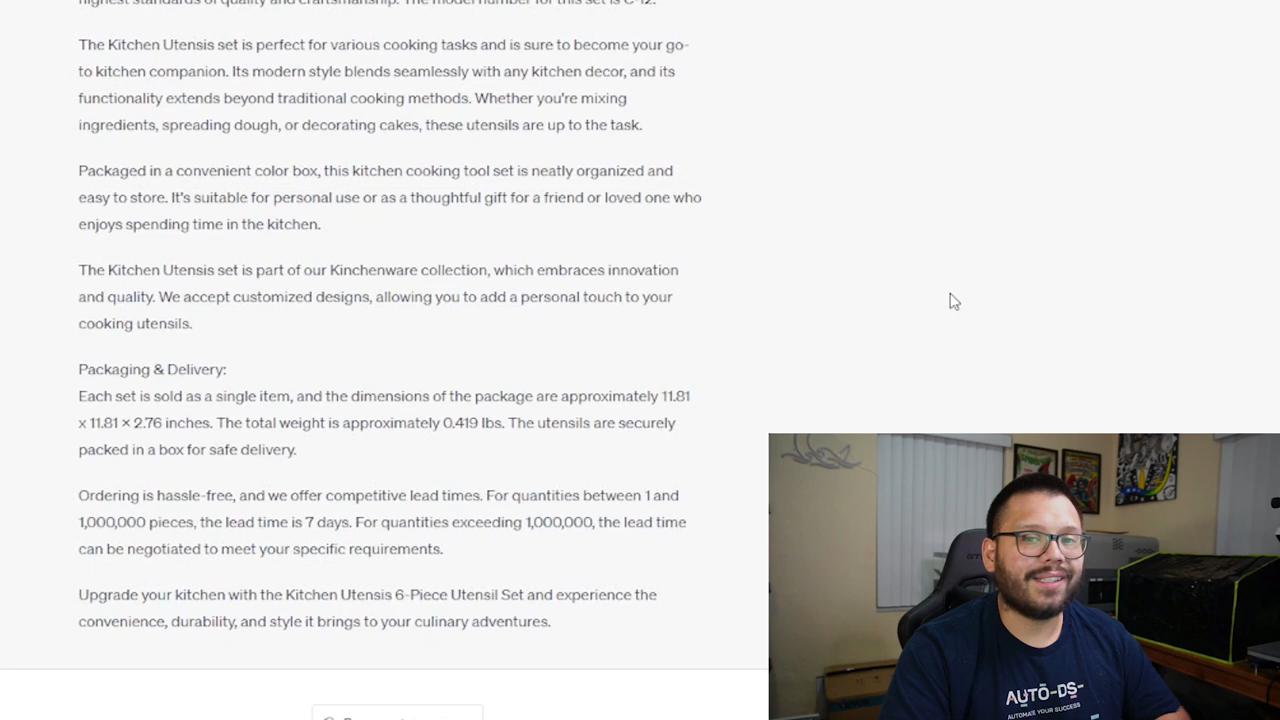 highest standards of quality and craftsmanship. The model number for this set is C-12.
The Kitchen Utensis set is perfect for various cooking tasks and is sure to become your go-
to kitchen companion. Its modern style blends seamlessly with any kitchen decor, and its
functionality extends beyond traditional cooking methods. Whether you're mixing
ingredients, spreading dough, or decorating cakes, these utensils are up to the task.
Packaged in a convenient color box, this kitchen cooking tool set is neatly organized and
easy to store. It's suitable for personal use or as a thoughtful gift for a friend or loved one who
enjoys spending time in the kitchen.
The Kitchen Utensis set is part of our Kinchenware collection, which embraces innovation
and quality. We accept customized designs, allowing you to add a personal touch to your
cooking utensils.
Packaging & Delivery:
Each set is sold as a single item, and the dimensions of the package are approximately 11.81
x 11.81 × 2.76 inches. The total weight is approximately 0.419 lbs. The utensils are securely
packed in a box for safe delivery.
Ordering is hassle-free, and we offer competitive lead times. For quantities between 1 and
1,000,000 pieces, the lead time is 7 days. For quantities exceeding 1,000,000, the lead time
can be negotiated to meet your specific requirements.
Upgrade your kitchen with the Kitchen Utensis 6-Piece Utensil Set and experience the
convenience, durability, and style it brings to your culinary adventures.
AUTO-DS-
AUTOMATE YOUR SUCCESS